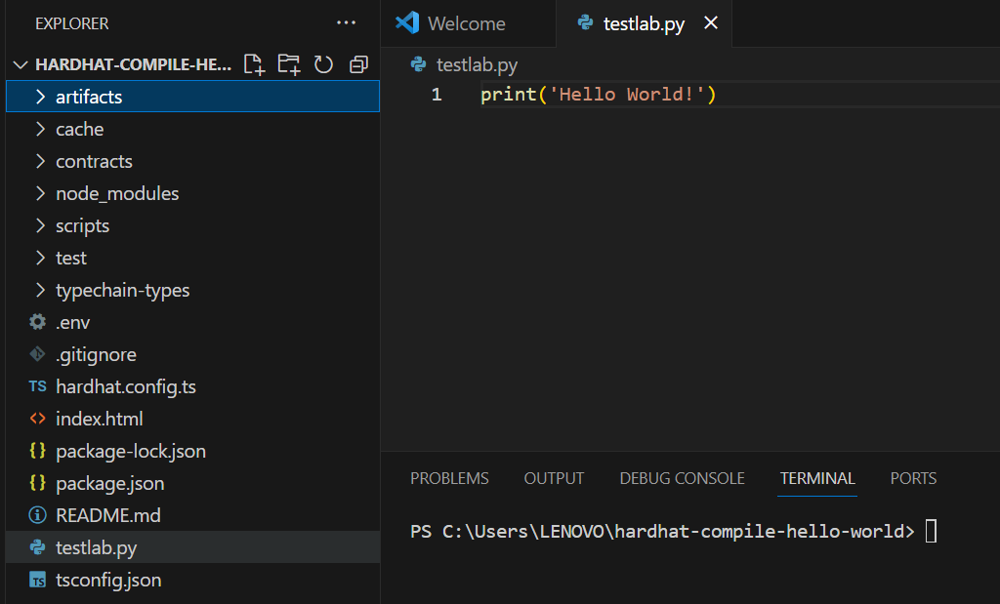 EXPLORER
HARDHAT-COMPILE-HE...
artifacts
cache
contracts
node_modules
scripts
test
typechain-types
.env
.gitignore
TS hardhat.config.ts
index.html
{} package-lock.json
{} package.json
README.md
testlab.py
TS tsconfig.json
Welcome
testlab.py
testlab.py
1 print('Hello World!')
PROBLEMS OUTPUT DEBUG CONSOLE TERMINAL PORTS
PS C:\Users\LENOVO\hardhat-compile-hello-world>